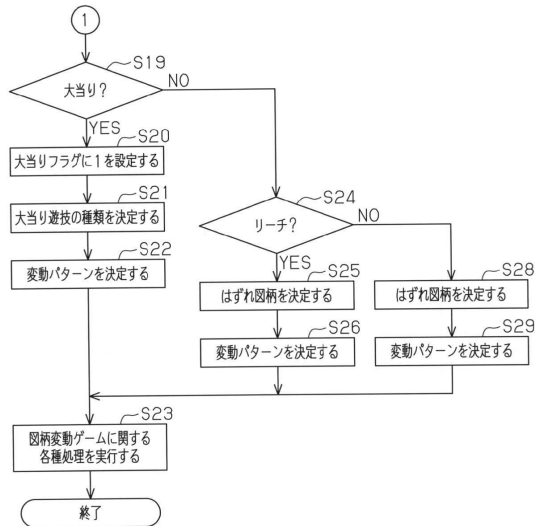 1
S19
大当り?
NO
YES
S20
大当りフラグに1を設定する
S21
大当り遊技の種類を決定する
S22
変動パターンを決定する
S24
リーチ?
NO
YES
S25
はずれ図柄を決定する
S26
変動パターンを決定する
S28
はずれ図柄を決定する
S29
変動パターンを決定する
S23
図柄変動ゲームに関する
各種処理を実行する
終了